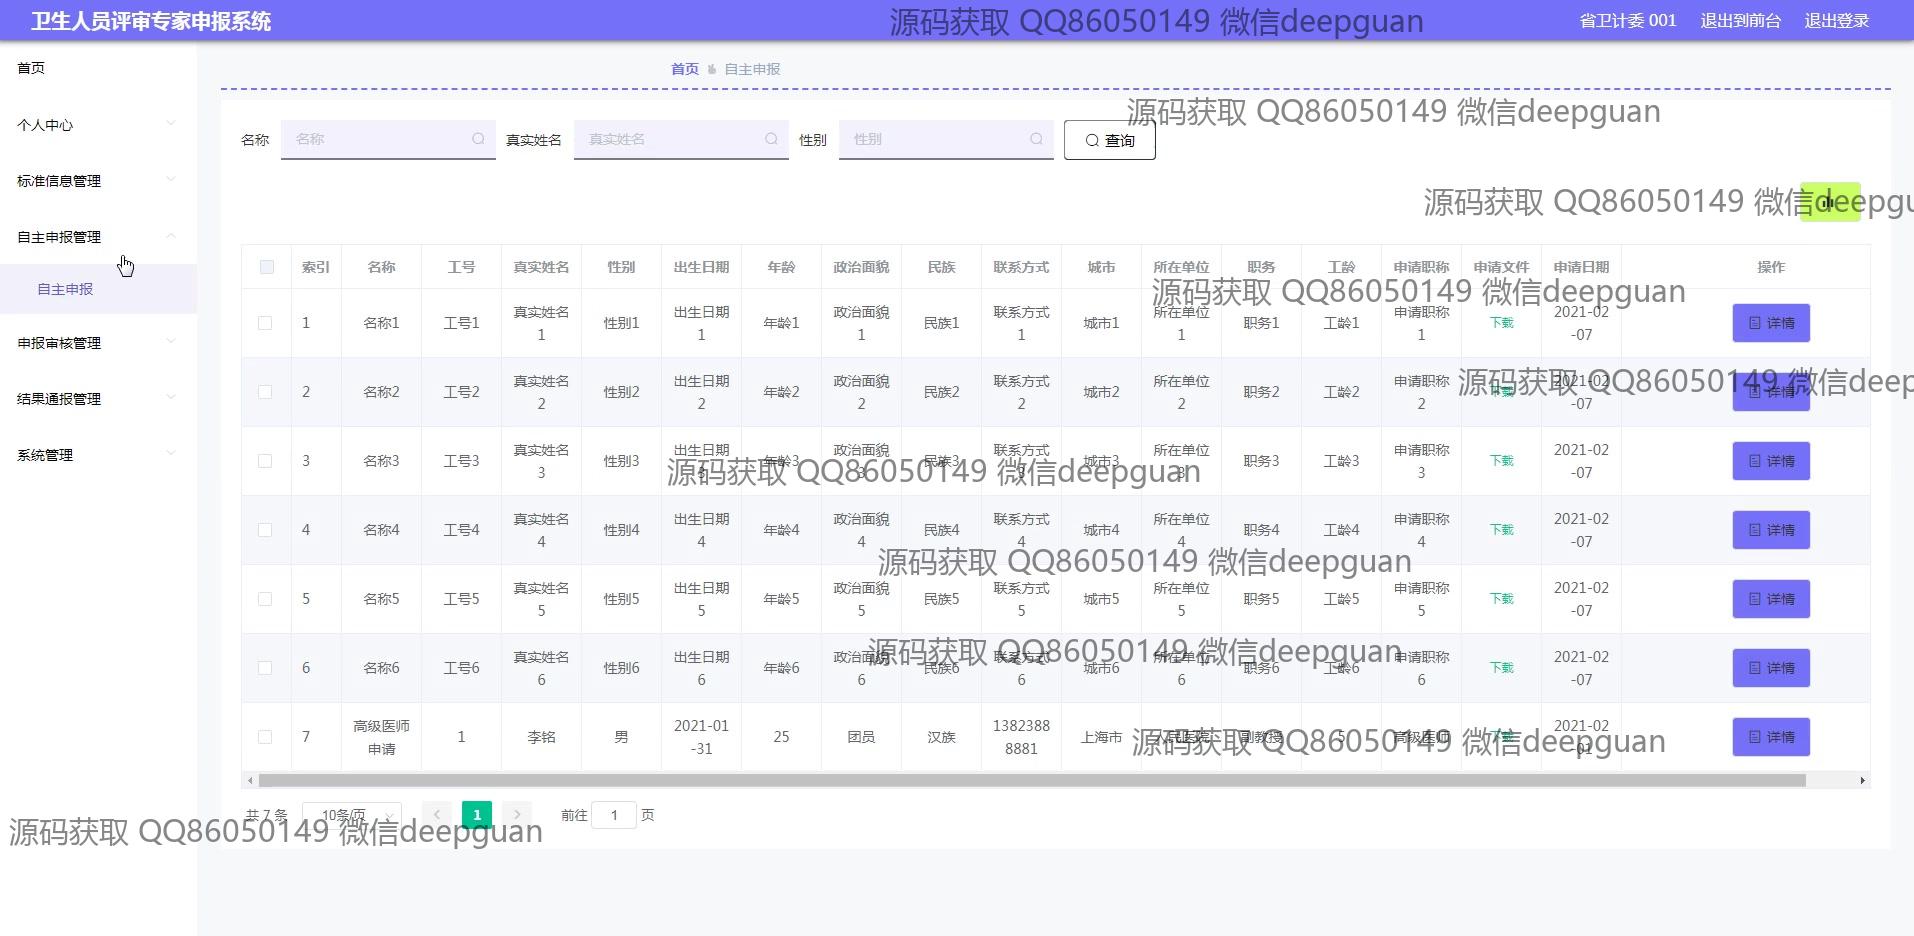 卫生人员评审专家申报系统
源码获取 QQ86050149 微信deepguan
省卫计委 001 退出到前台 退出登录
首页
个人中心
标准信息管理
自主申报管理
自主申报
申报审核管理
结果通报管理
系统管理
首页 自主申报
源码获取 QQ86050149 微信deepguan
名称 名称 真实姓名 真实姓名 性别 性别 查询
源码获取 QQ86050149 微信deepgu
索引 名称 工号 真实姓名 性别 出生日期 年龄 政治面貌 民族 联系方式 城市 所在单位 职务 工龄 申请职称 申请文件 申请日期 操作
源码获取 QQ86050149 微信deepguan
1 名称1 工号1 真实姓名1 性别1 出生日期1 年龄1 政治面貌1 民族1 联系方式1 城市1 所在单位1 职务1 工龄1 申请职称1 下载 2021-02-07 详情
源码获取 QQ86050149 微信deep
2 名称2 工号2 真实姓名2 性别2 出生日期2 年龄2 政治面貌2 民族2 联系方式2 城市2 所在单位2 职务2 工龄2 申请职称2 下载 2021-02-07 详情
3 名称3 工号3 真实姓名3 性别3 出生日期3 年龄3 政治面貌3 民族3 联系方式3 城市3 所在单位3 职务3 工龄3 申请职称3 下载 2021-02-07 详情
源码获取 QQ86050149 微信deepguan
4 名称4 工号4 真实姓名4 性别4 出生日期4 年龄4 政治面貌4 民族4 联系方式4 城市4 所在单位4 职务4 工龄4 申请职称4 下载 2021-02-07 详情
源码获取 QQ86050149 微信deepguan
5 名称5 工号5 真实姓名5 性别5 出生日期5 年龄5 政治面貌5 民族5 联系方式5 城市5 所在单位5 职务5 工龄5 申请职称5 下载 2021-02-07 详情
源码获取 QQ86050149 微信deepguan
6 名称6 工号6 真实姓名6 性别6 出生日期6 年龄6 政治面貌6 民族6 联系方式6 城市6 所在单位6 职务6 工龄6 申请职称6 下载 2021-02-07 详情
7 高级医师申请 1 李铭 男 2021-01-31 25 团员 汉族 13823888881 上海市 人民医院 副教授 5 高级医师 下载 2021-02-01 详情
源码获取 QQ86050149 微信deepguan
共 7 条 10条/页 1 前往 1 页
源码获取 QQ86050149 微信deepguan